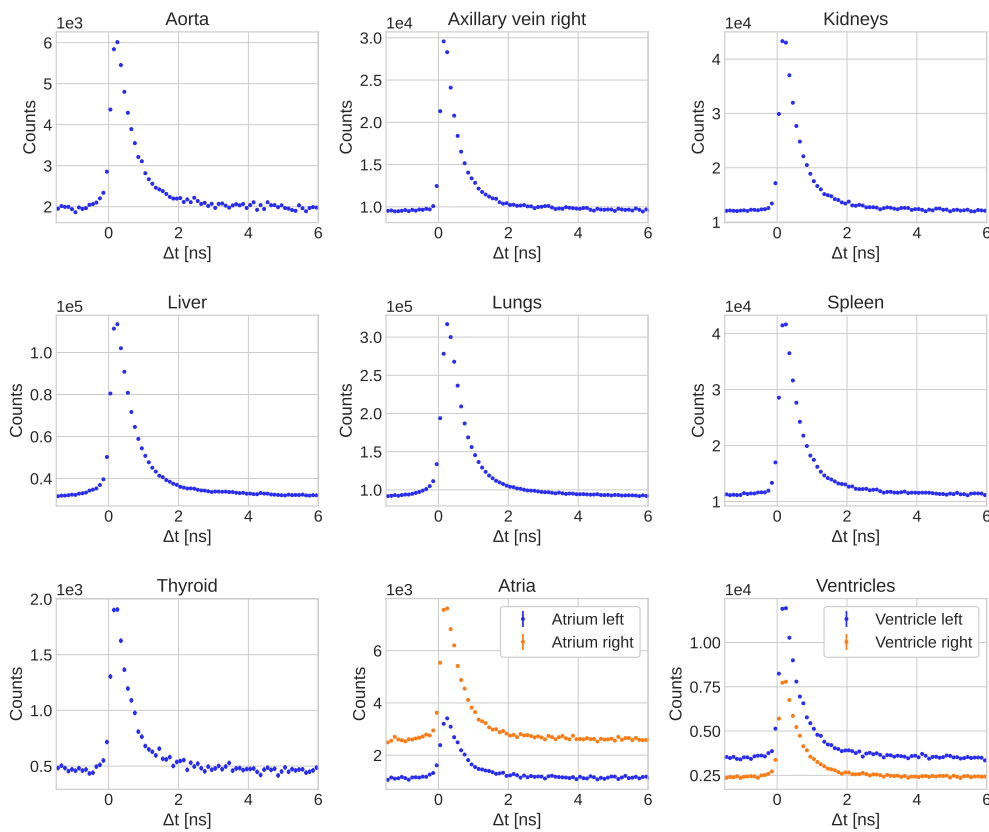 Aorta
1e3
6
5
4
3
2
Counts
0 2 4 6
Δt [ns]
Axillary vein right
1e4
3.0
2.5
2.0
1.5
1.0
Counts
0 2 4 6
Δt [ns]
Kidneys
1e4
4
3
2
1
Counts
0 2 4 6
Δt [ns]
Liver
1e5
1.0
0.8
0.6
0.4
Counts
0 2 4 6
Δt [ns]
Lungs
1e5
3.0
2.5
2.0
1.5
1.0
Counts
0 2 4 6
Δt [ns]
Spleen
1e4
4
3
2
1
Counts
0 2 4 6
Δt [ns]
Thyroid
1e3
2.0
1.5
1.0
0.5
Counts
0 2 4 6
Δt [ns]
Atria
1e3
6
4
2
Counts
Atrium left
Atrium right
0 2 4 6
Δt [ns]
Ventricles
1e4
1.00
0.75
0.50
0.25
Counts
Ventricle left
Ventricle right
0 2 4 6
Δt [ns]